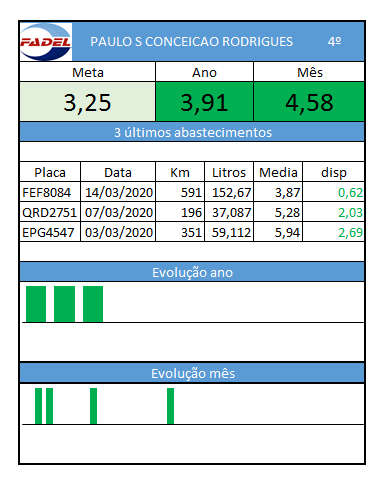 FADEL PAULO S CONCEICAO RODRIGUES 4º
Meta Ano Mês
3,25 3,91 4,58
3 últimos abastecimentos
Placa Data Km Litros Media disp
FEF8084 14/03/2020 591 152,67 3,87 0,62
QRD2751 07/03/2020 196 37,087 5,28 2,03
EPG4547 03/03/2020 351 59,112 5,94 2,69
Evolução ano
Evolução mês